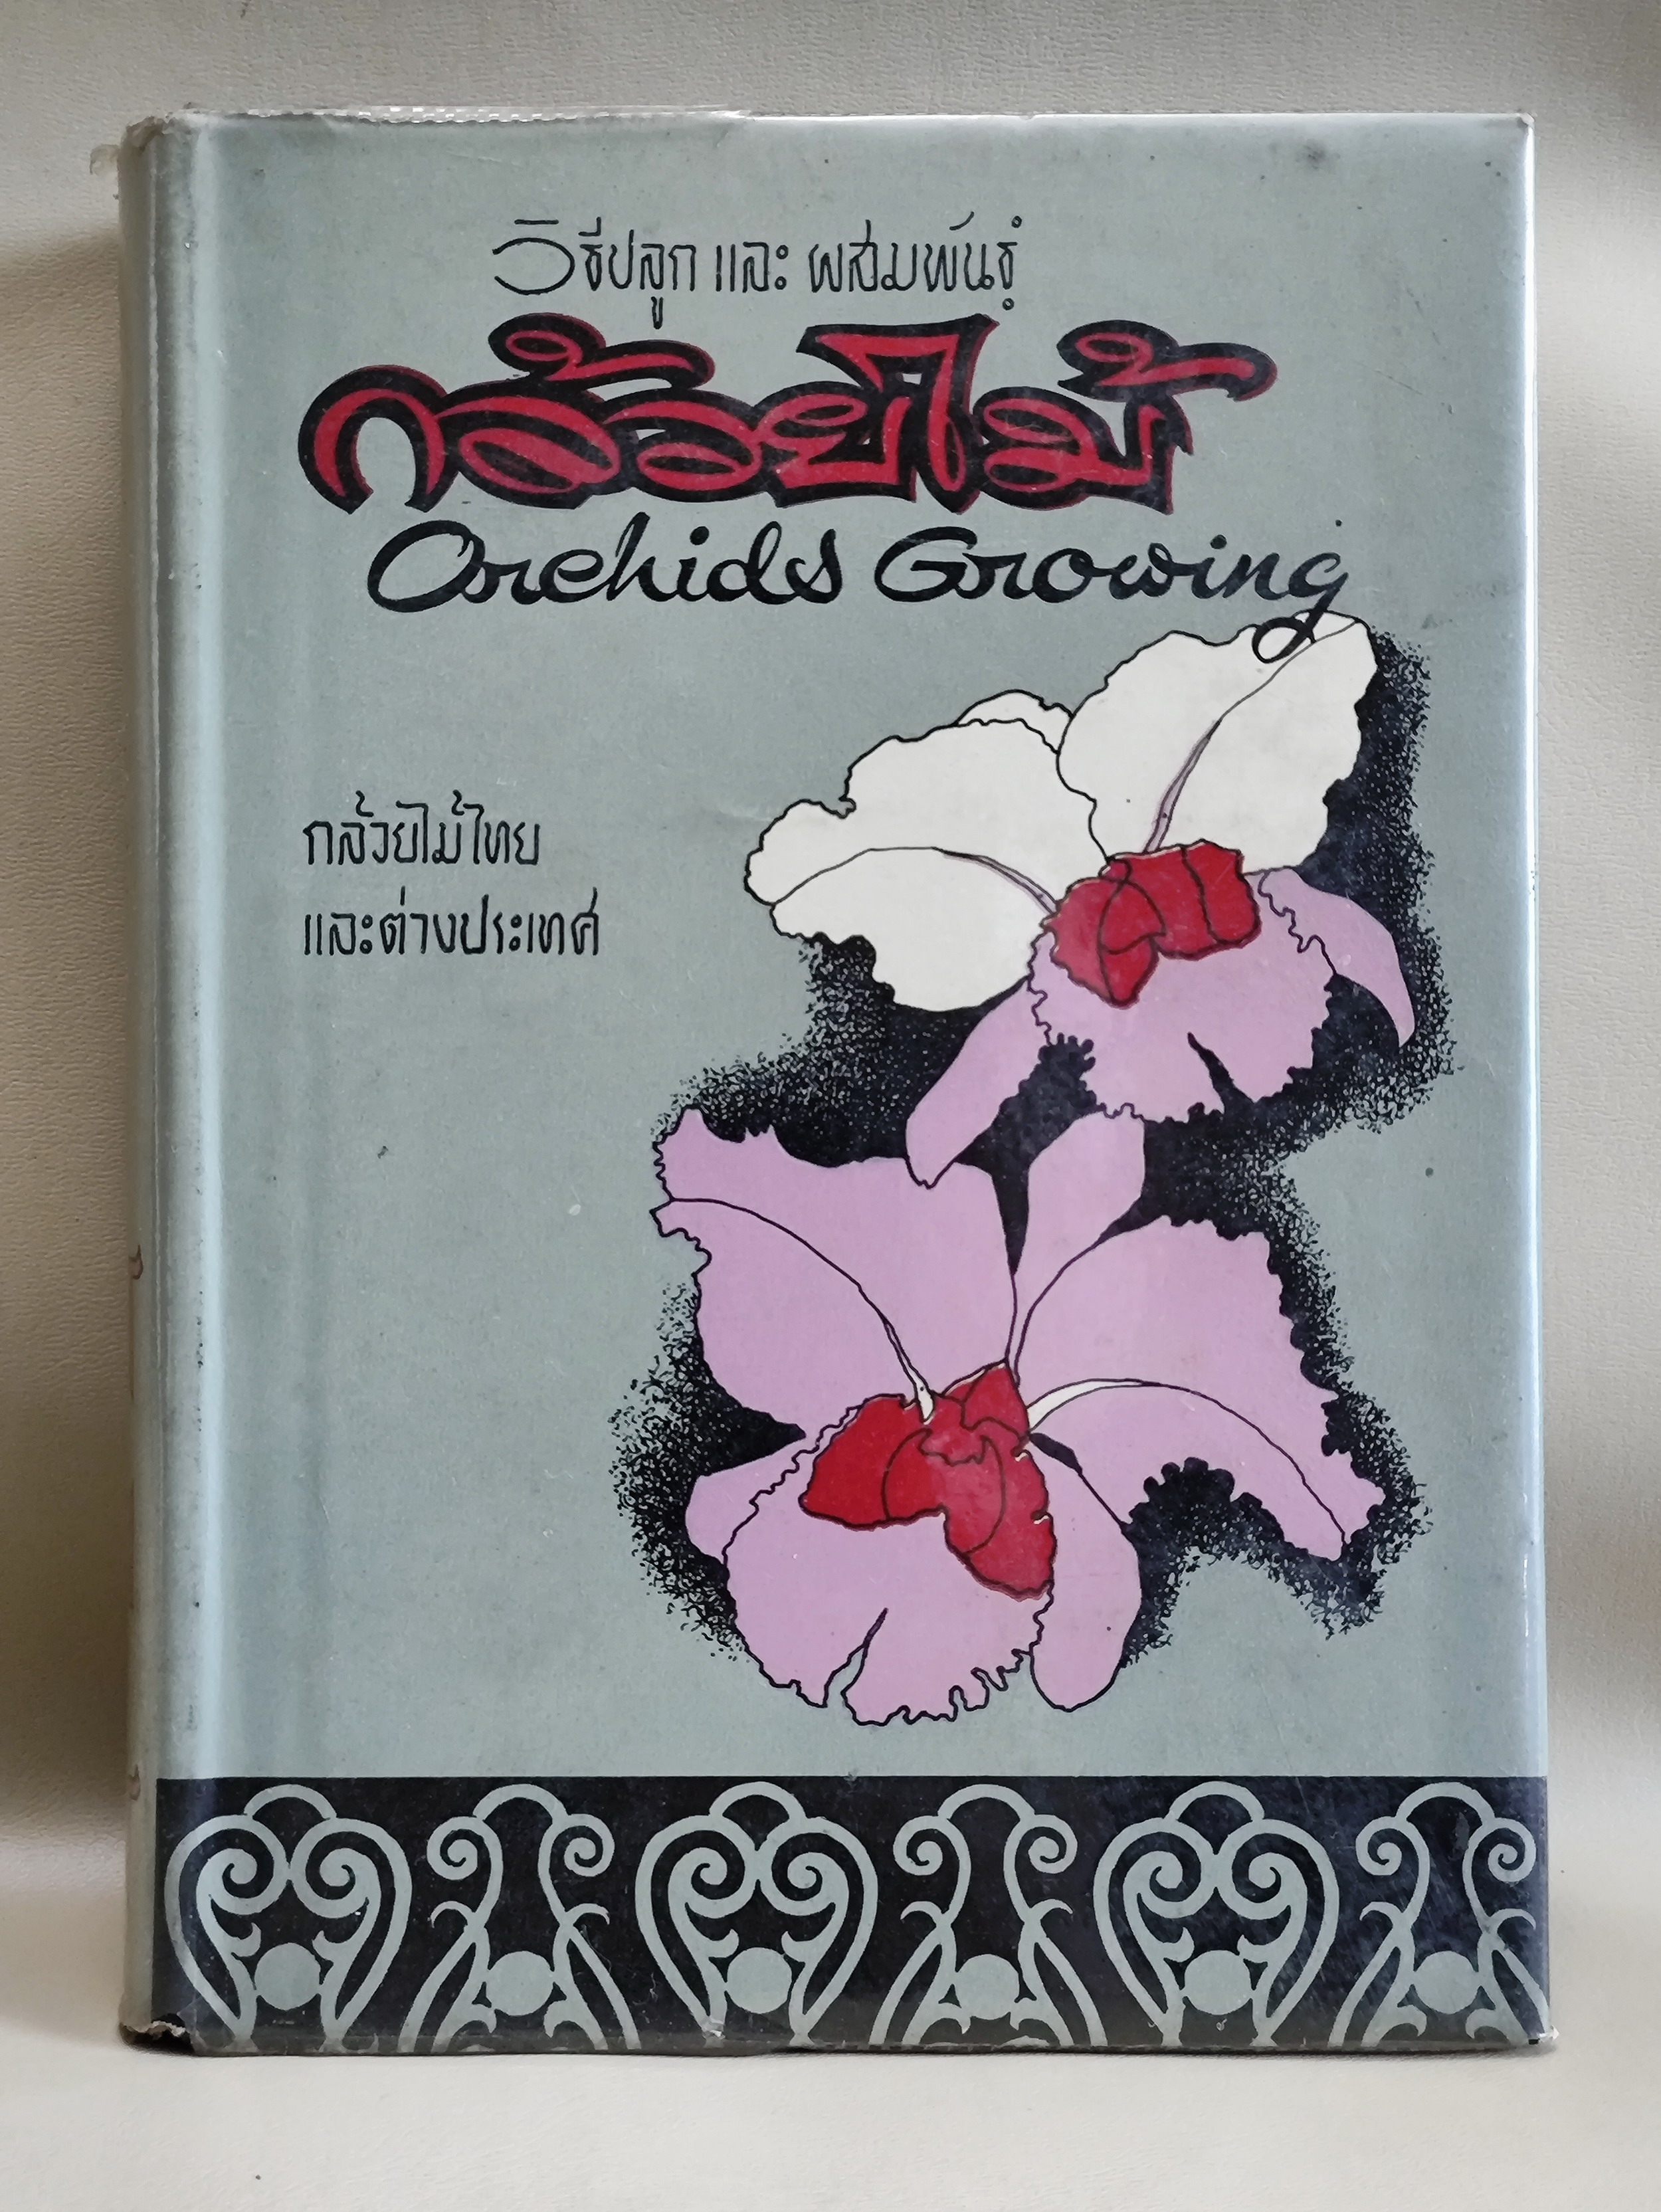 วิธีปลูก และ ผสมพันธุ์
กล้วยไม้
Orchids Growing
กล้วยไม้ไทย
และต่างประเทศ